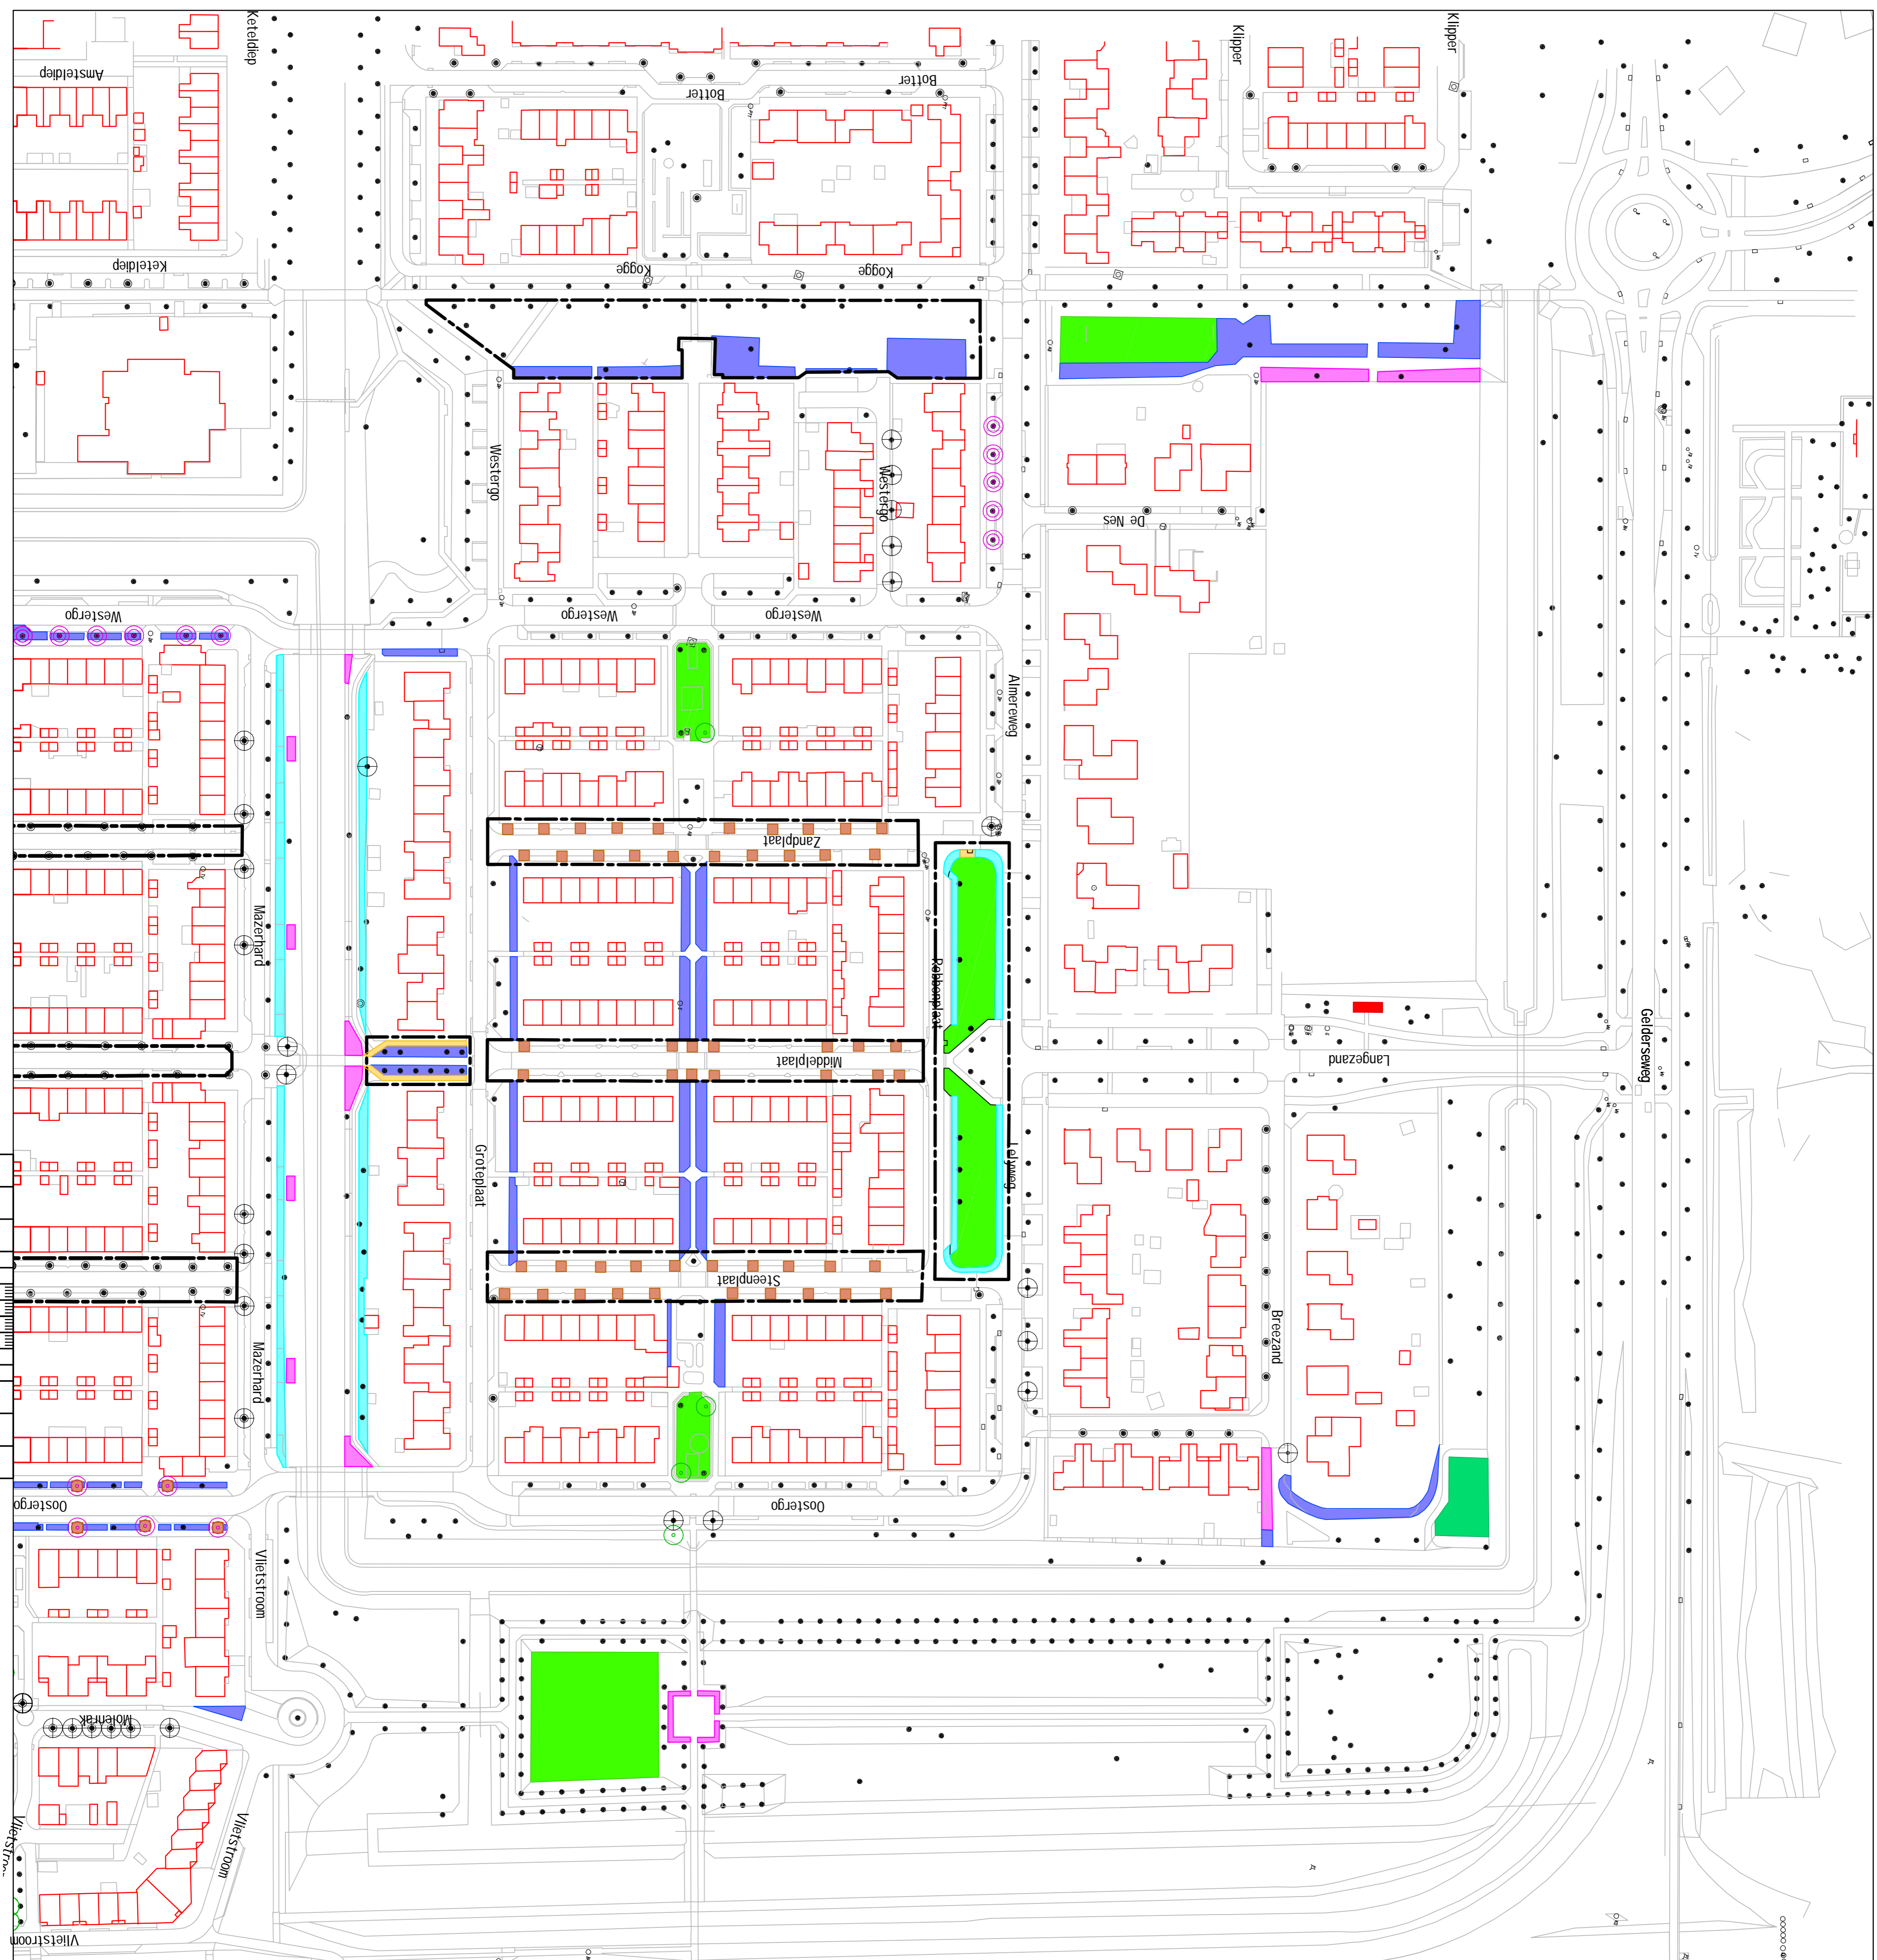 Keteldiep
Klipper
Klipper
Amsteldiep
Botter
Botter
Keteldiep
Kogge
Kogge
Westergo
Westergo
De Nes
Westergo
Westergo
Westergo
Almereweg
Zandplaat
Mazerhard
Robbenplaat
Middelplaat
Langezand
Gelderseweg
Groteplaat
Lelyweg
Steenplaat
Breezand
Mazerhard
Oostergo
Oostergo
Vlietstroom
Molenrak
Vlietstroom
Vlietstroom